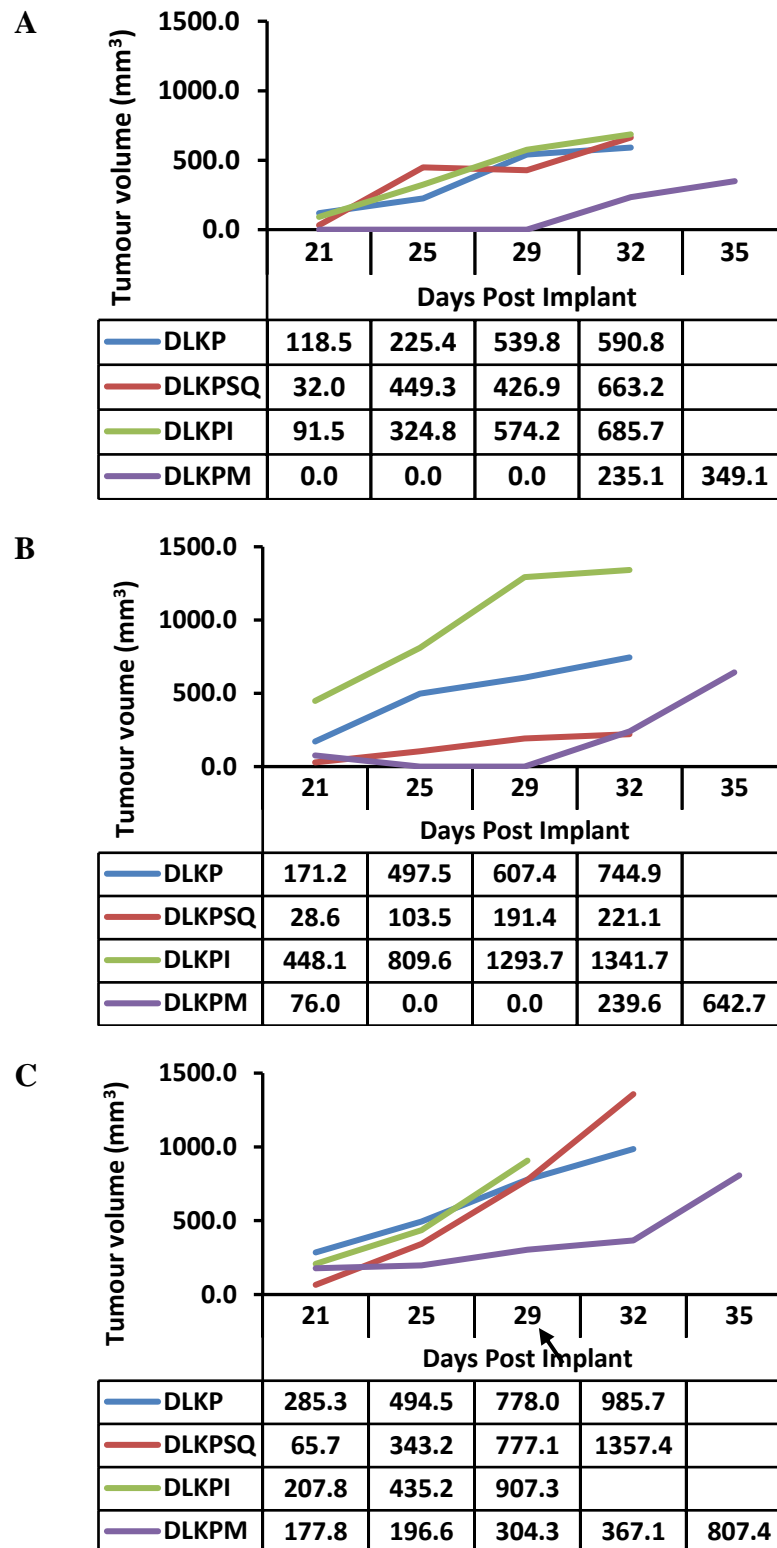 A
Tumour volume (mm³)
1500.0
1000.0
500.0
0.0
21 25 29 32 35
Days Post Implant
DLKP 118.5 225.4 539.8 590.8
DLKPSQ 32.0 449.3 426.9 663.2
DLKPI 91.5 324.8 574.2 685.7
DLKPM 0.0 0.0 0.0 235.1 349.1
B
Tumour voume (mm³)
1500.0
1000.0
500.0
0.0
21 25 29 32 35
Days Post Implant
DLKP 171.2 497.5 607.4 744.9
DLKPSQ 28.6 103.5 191.4 221.1
DLKPI 448.1 809.6 1293.7 1341.7
DLKPM 76.0 0.0 0.0 239.6 642.7
C
Tumour volume (mm³)
1500.0
1000.0
500.0
0.0
21 25 29 32 35
Days Post Implant
DLKP 285.3 494.5 778.0 985.7
DLKPSQ 65.7 343.2 777.1 1357.4
DLKPI 207.8 435.2 907.3
DLKPM 177.8 196.6 304.3 367.1 807.4